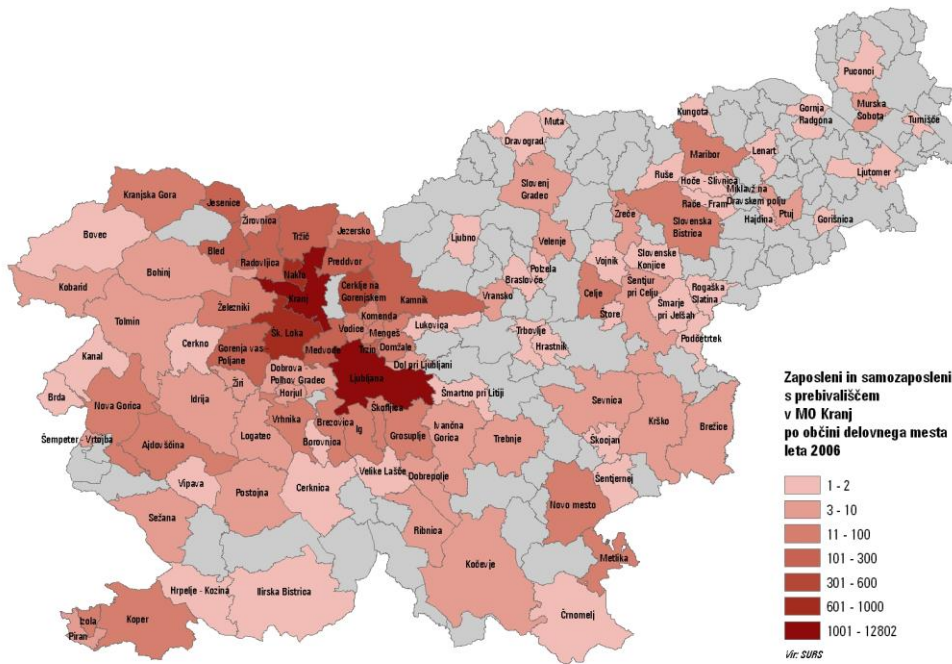 Puconci
Murska
Sobota
Turnišče
Gornja
Radgona
Kungota
Muta
Dravograd
Maribor
Lenart
Ljutomer
Ruše
Hoče - Slivnica
Miklavž na
Dravskem polju
Rače - Fram
Hajdina
Ptuj
Gorišnica
Slovenj
Gradec
Zreče
Slovenska
Bistrica
Kranjska Gora
Jesenice
Žirovnica
Tržič
Jezersko
Bovec
Bled
Radovljica
Preddvor
Ljubno
Velenje
Polzela
Vojnik
Slovenske
Konjice
Bohinj
Naklo
Cerklje na
Gorenjskem
Kamnik
Braslovče
Šentjur
pri Celju
Rogaška
Slatina
Kobarid
Železniki
Kranj
Vransko
Celje
Šmarje
pri Jelšah
Štore
Tolmin
Komenda
Vodice
Mengeš
Lukovica
Trbovlje
Hrastnik
Podčetrtek
Šk. Loka
Cerkno
Gorenja vas
Poljane
Medvode
Trzin
Domžale
Dol pri Ljubljani
Kanal
Dobrova
Polhov Gradec
Ljubljana
Žiri
Horjul
Šmartno pri Litiji
Brda
Idrija
Sevnica
Nova Gorica
Vrhnika
Brezovica
Škofljica
Ig
Ivančna
Gorica
Krško
Brežice
Logatec
Borovnica
Grosuplje
Trebnje
Škocjan
Šempeter
Vrtojba
Ajdovščina
Velike Lašče
Dobrepolje
Šentjernej
Vipava
Postojna
Cerknica
Novo mesto
Sežana
Ribnica
Metlika
Kočevje
Hrpelje - Kozina
Ilirska Bistrica
Črnomelj
Izola
Koper
Piran
Zaposleni in samozaposleni
s prebivališčem
v MO Kranj
po občini delovnega mesta
leta 2006
1 - 2
3 - 10
11 - 100
101 - 300
301 - 600
601 - 1000
1001 - 12802
Vir: SURS